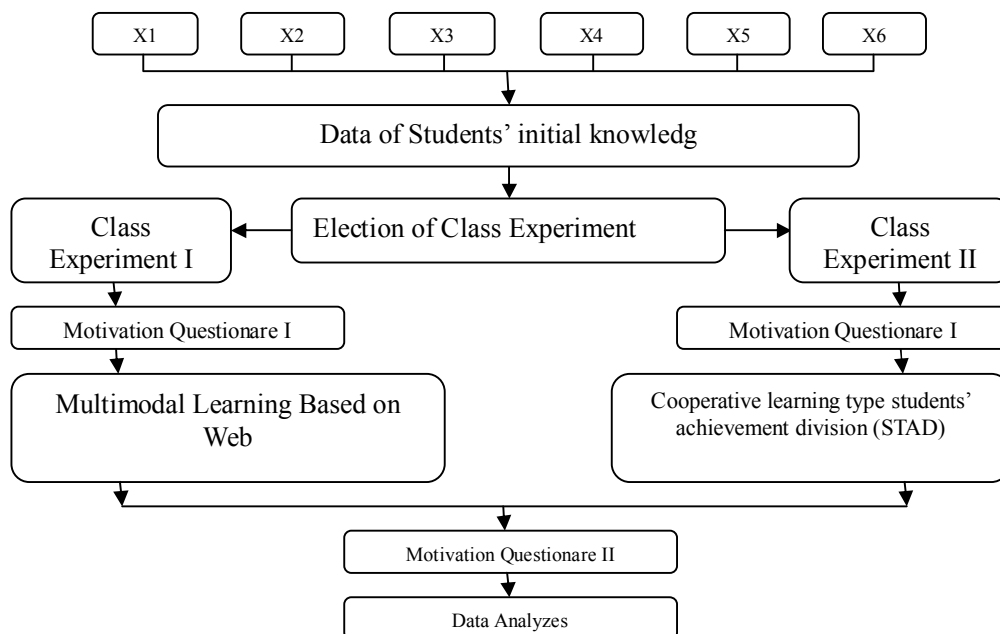 X1
X2
X3
X4
X5
X6
Data of Students’ initial knowledg
Class
Experiment I
Election of Class Experiment
Class
Experiment II
Motivation Questionare I
Motivation Questionare I
Multimodal Learning Based on
Web
Cooperative learning type students’
achievement division (STAD)
Motivation Questionare II
Data Analyzes